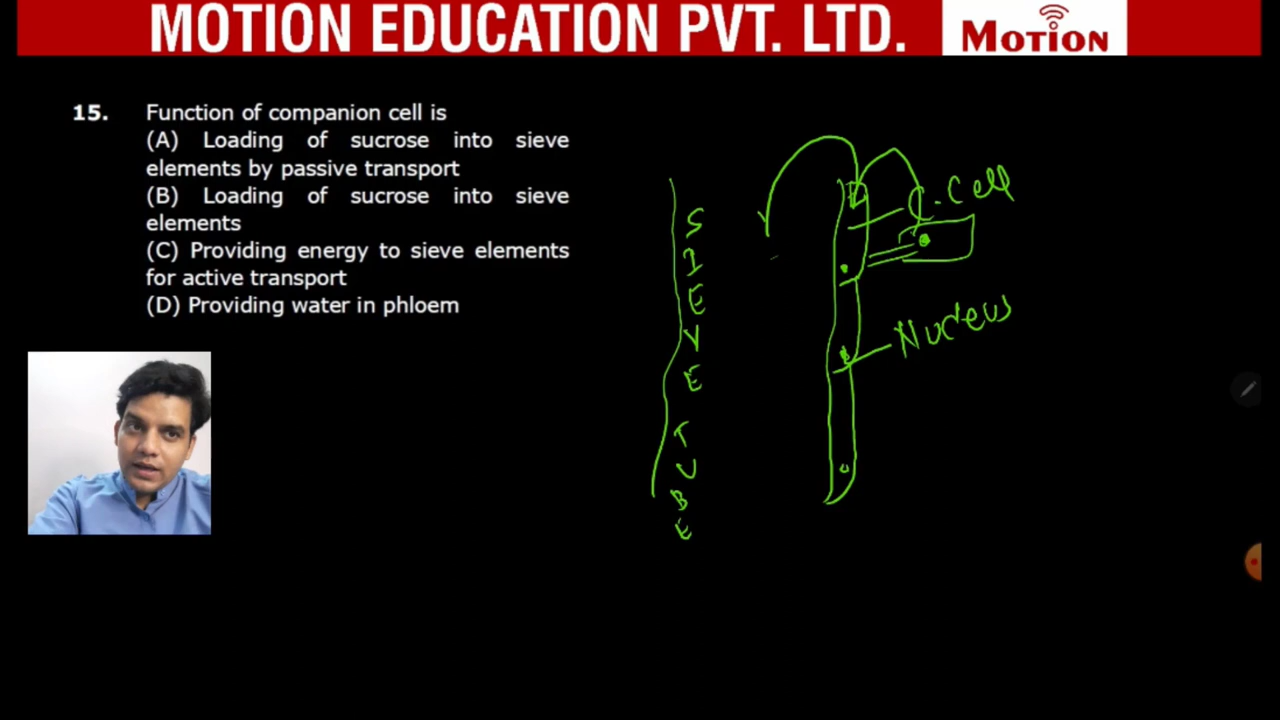 MOTION EDUCATION PVT. LTD.
MOTION
15. Function of companion cell is
(A) Loading of sucrose into sieve
elements by passive transport
(B) Loading of sucrose into sieve
elements
(C) Providing energy to sieve elements
for active transport
(D) Providing water in phloem
SIEVE TUBE
C. Cell
Nucleus